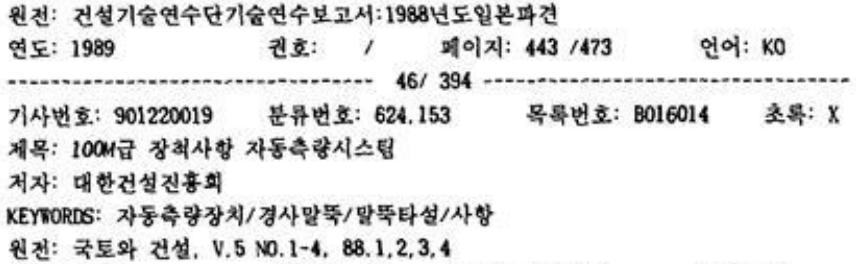 원전: 건설기술연수단기술연수보고서:1988년도일본파견
연도: 1989 권호: / 페이지: 443 /473 언어: KO
--------------------------------- 46/ 394 ---------------------------------
기사번호: 901220019 분류번호: 624.153 목록번호: B016014 초록: X
제목: 100M급 장척사항 자동측량시스팀
저자: 대한건설진흥회
KEYWORDS: 자동측량장치/경사말뚝/말뚝타설/사항
원전: 국토와 건설, V.5 NO.1-4, 88.1,2,3,4